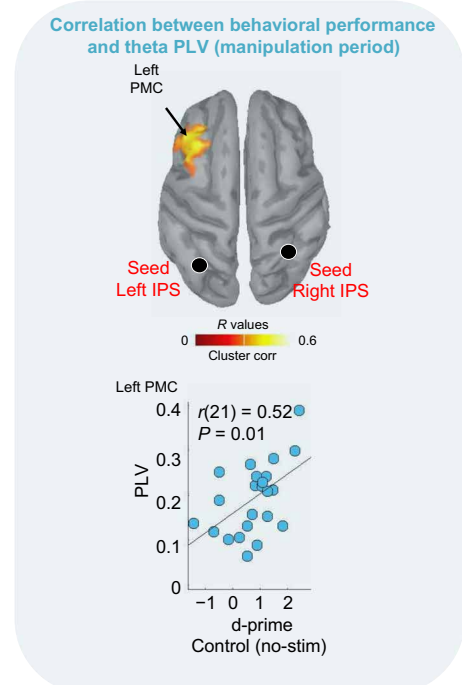 Correlation between behavioral performance
and theta PLV (manipulation period)
Left
PMC
Seed
Left IPS
Seed
Right IPS
R values
0
0.6
Cluster corr
Left PMC
r(21) = 0.52
P = 0.01
PLV
0.4
0.3
0.2
0.1
0
−1 0 1 2
d-prime
Control (no-stim)